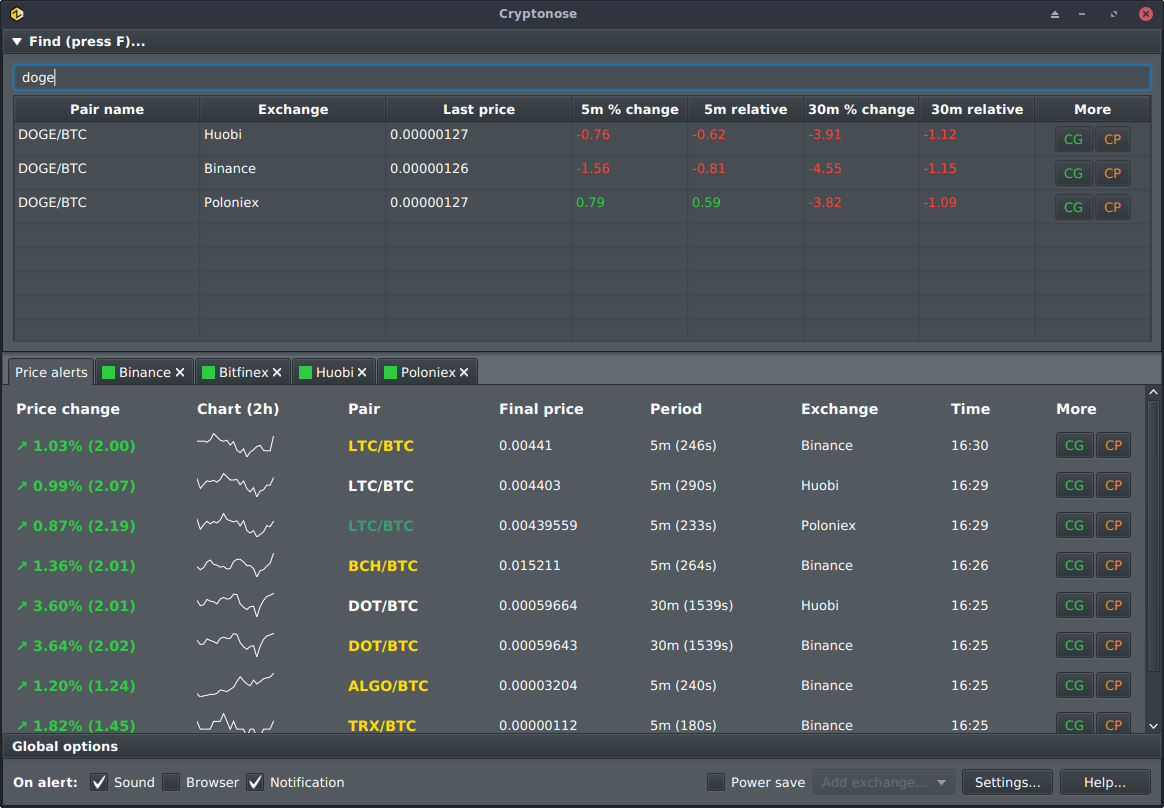 Cryptonose
Find (press F)...
doge
Pair name Exchange Last price 5m % change 5m relative 30m % change 30m relative More
DOGE/BTC Huobi 0.00000127 -0.76 -0.62 -3.91 -1.12 CG CP
DOGE/BTC Binance 0.00000126 -1.56 -0.81 -4.55 -1.15 CG CP
DOGE/BTC Poloniex 0.00000127 0.79 0.59 -3.82 -1.09 CG CP
Price alerts Binance Bitfinex Huobi Poloniex
Price change Chart (2h) Pair Final price Period Exchange Time More
1.03% (2.00) LTC/BTC 0.00441 5m (246s) Binance 16:30 CG CP
0.99% (2.07) LTC/BTC 0.004403 5m (290s) Huobi 16:29 CG CP
0.87% (2.19) LTC/BTC 0.00439559 5m (233s) Poloniex 16:29 CG CP
1.36% (2.01) BCH/BTC 0.015211 5m (264s) Binance 16:26 CG CP
3.60% (2.01) DOT/BTC 0.00059664 30m (1539s) Huobi 16:25 CG CP
3.64% (2.02) DOT/BTC 0.00059643 30m (1539s) Binance 16:25 CG CP
1.20% (1.24) ALGO/BTC 0.00003204 5m (240s) Binance 16:25 CG CP
1.82% (1.45) TRX/BTC 0.00000112 5m (180s) Binance 16:25 CG CP
Global options
On alert: Sound Browser Notification Power save Add exchange... Settings... Help...